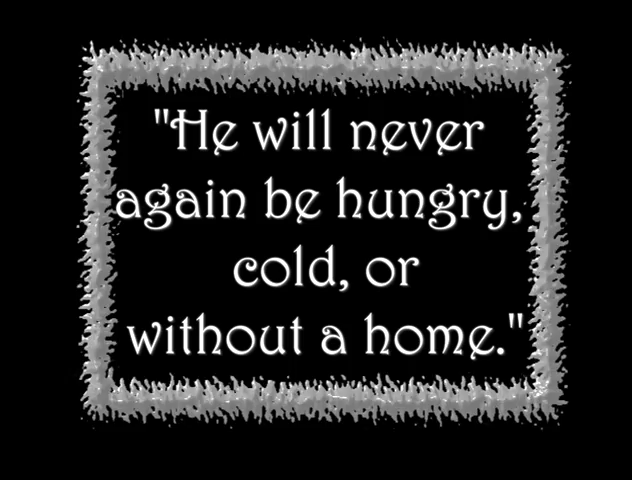 "He will never
again be hungry,
cold, or
without a home."